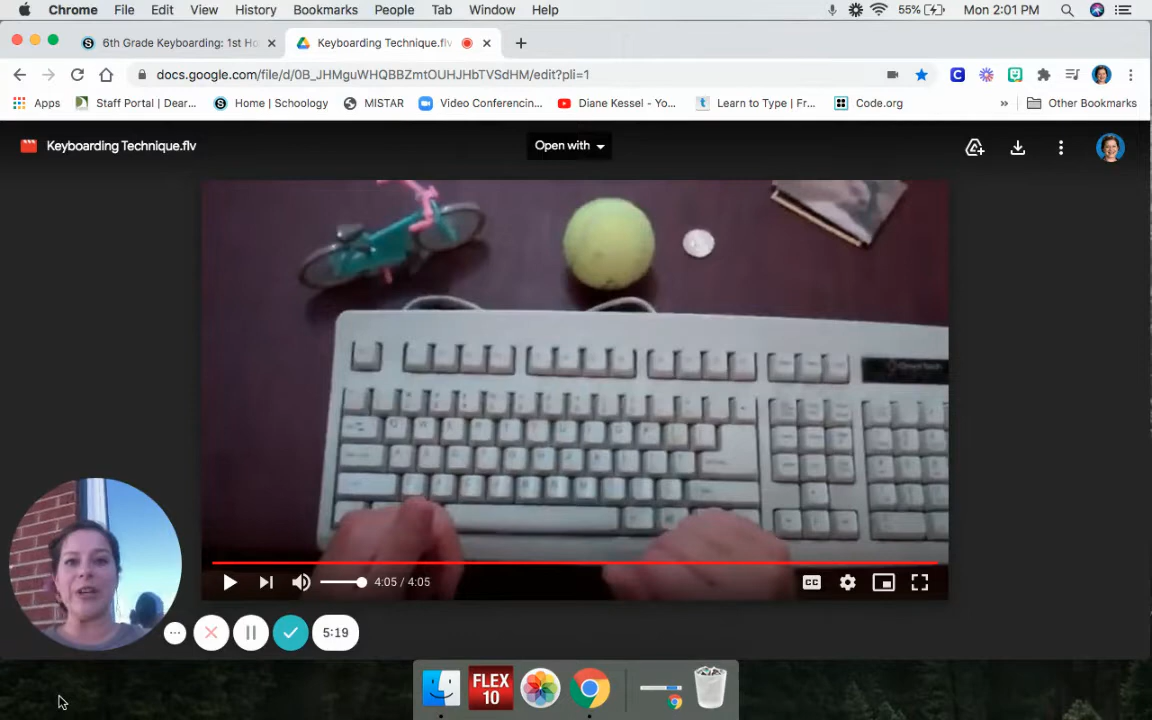 Chrome File Edit View History Bookmarks People Tab Window Help 55% Mon 2:01 PM
6th Grade Keyboarding: 1st Ho Keyboarding Technique.flv
docs.google.com/file/d/0B_JHMguWHQBBZmtOUHJHbTVSdHM/edit?pli=1
Apps Staff Portal | Dear... Home | Schoology MISTAR Video Conferencin... Diane Kessel - Yo... Learn to Type | Fr... Code.org » Other Bookmarks
Keyboarding Technique.flv Open with
4:05 / 4:05 CC
5:19
FLEX
10